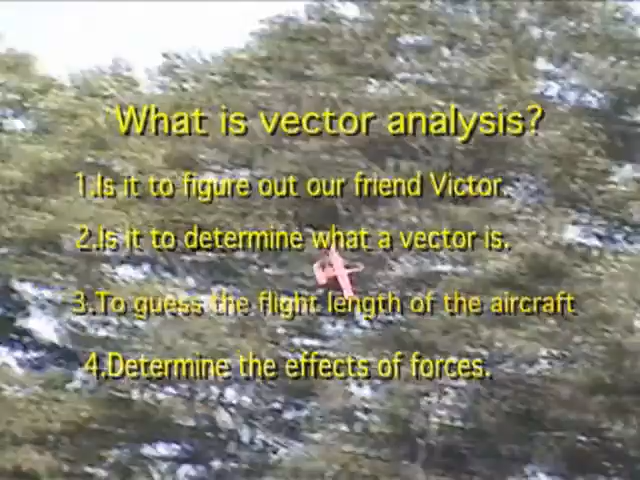 What is vector analysis?
1.Is it to figure out our friend Victor.
2.Is it to determine what a vector is.
3.To guess the flight length of the aircraft
4.Determine the effects of forces.